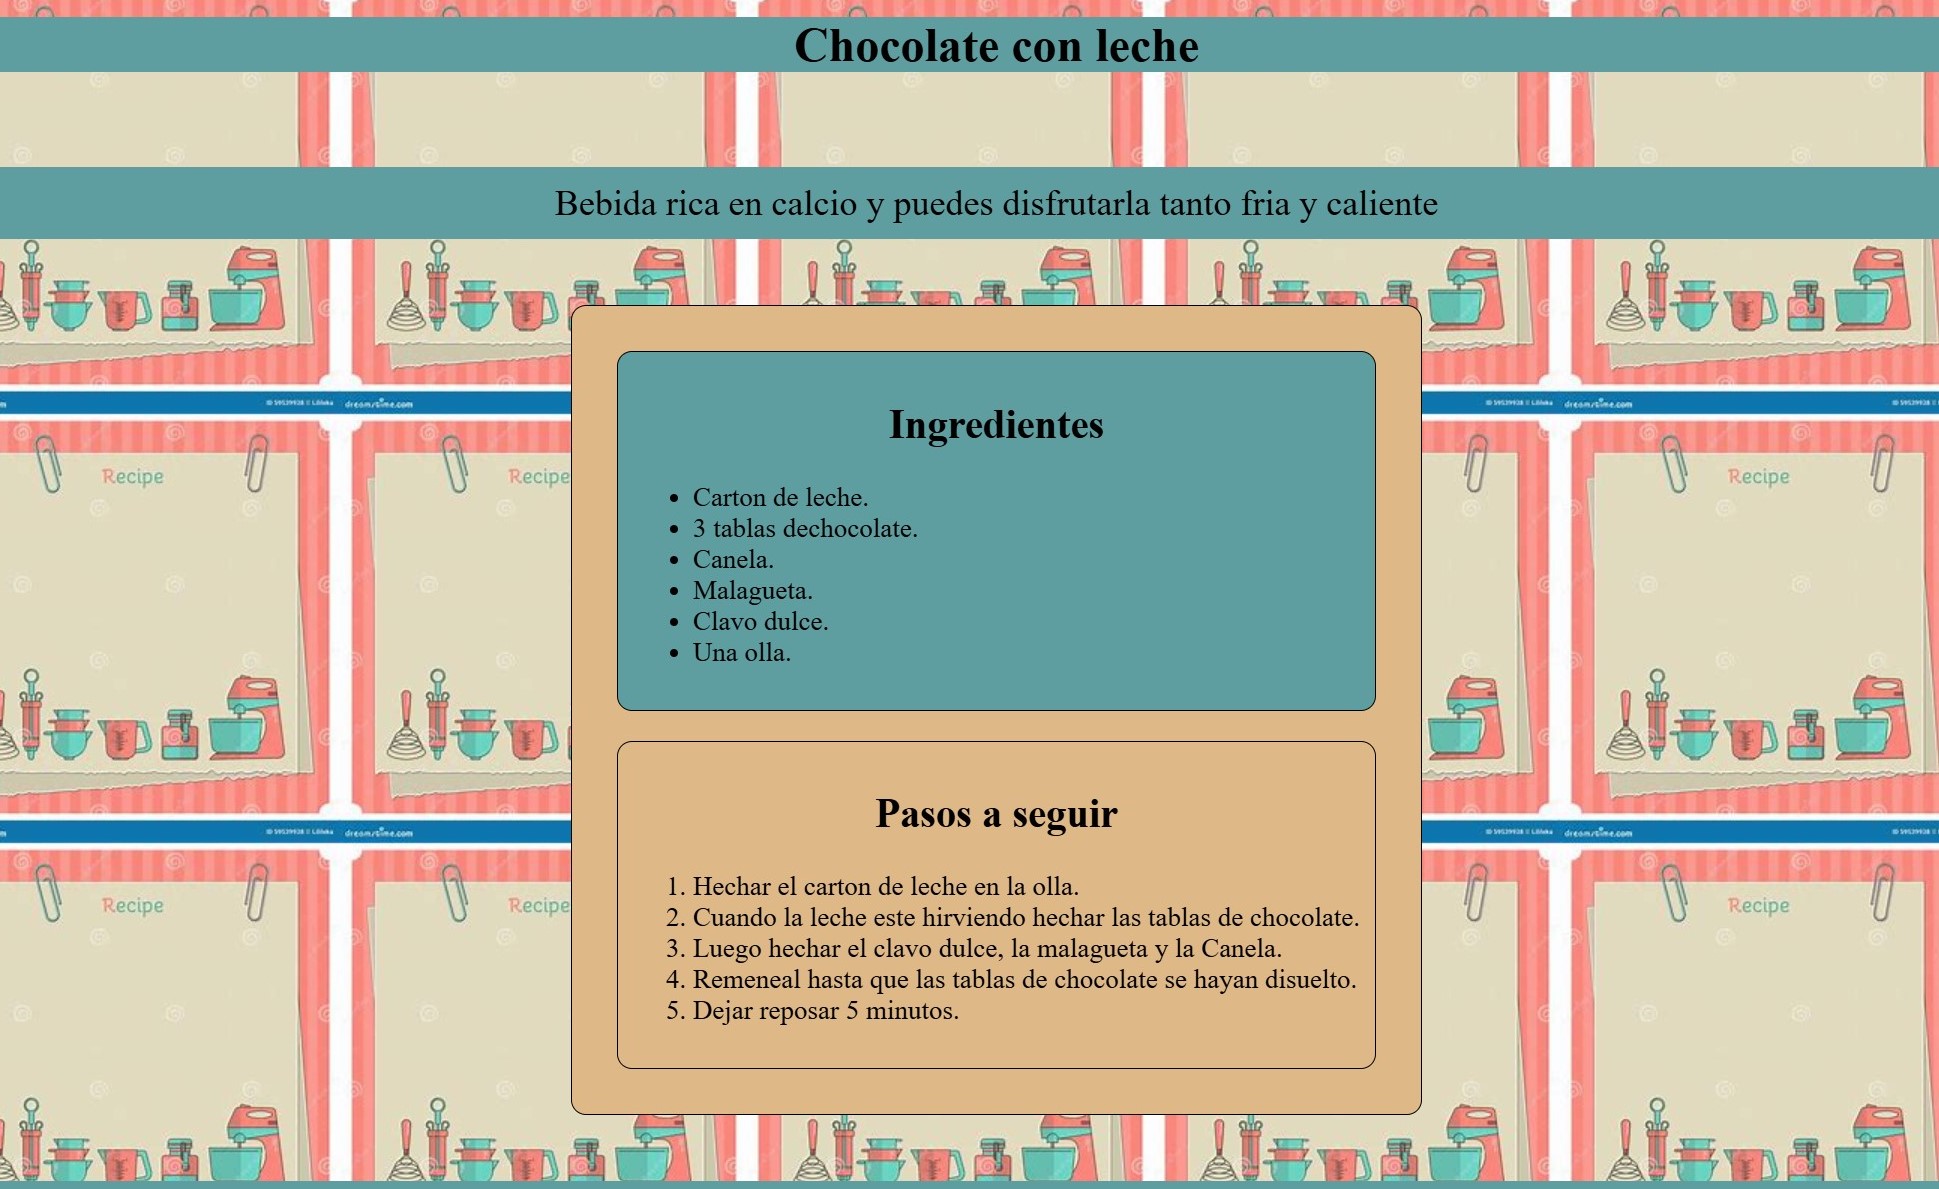 Chocolate con leche
Bebida rica en calcio y puedes disfrutarla tanto fria y caliente
Ingredientes
• Carton de leche.
• 3 tablas dechocolate.
• Canela.
• Malagueta.
• Clavo dulce.
• Una olla.
Pasos a seguir
1. Hechar el carton de leche en la olla.
2. Cuando la leche este hirviendo hechar las tablas de chocolate.
3. Luego hechar el clavo dulce, la malagueta y la Canela.
4. Remeneal hasta que las tablas de chocolate se hayan disuelto.
5. Dejar reposar 5 minutos.
dreamstime.com
dreamstime.com
Recipe
Recipe
Recipe
dreamstime.com
dreamstime.com
Recipe
Recipe
Recipe